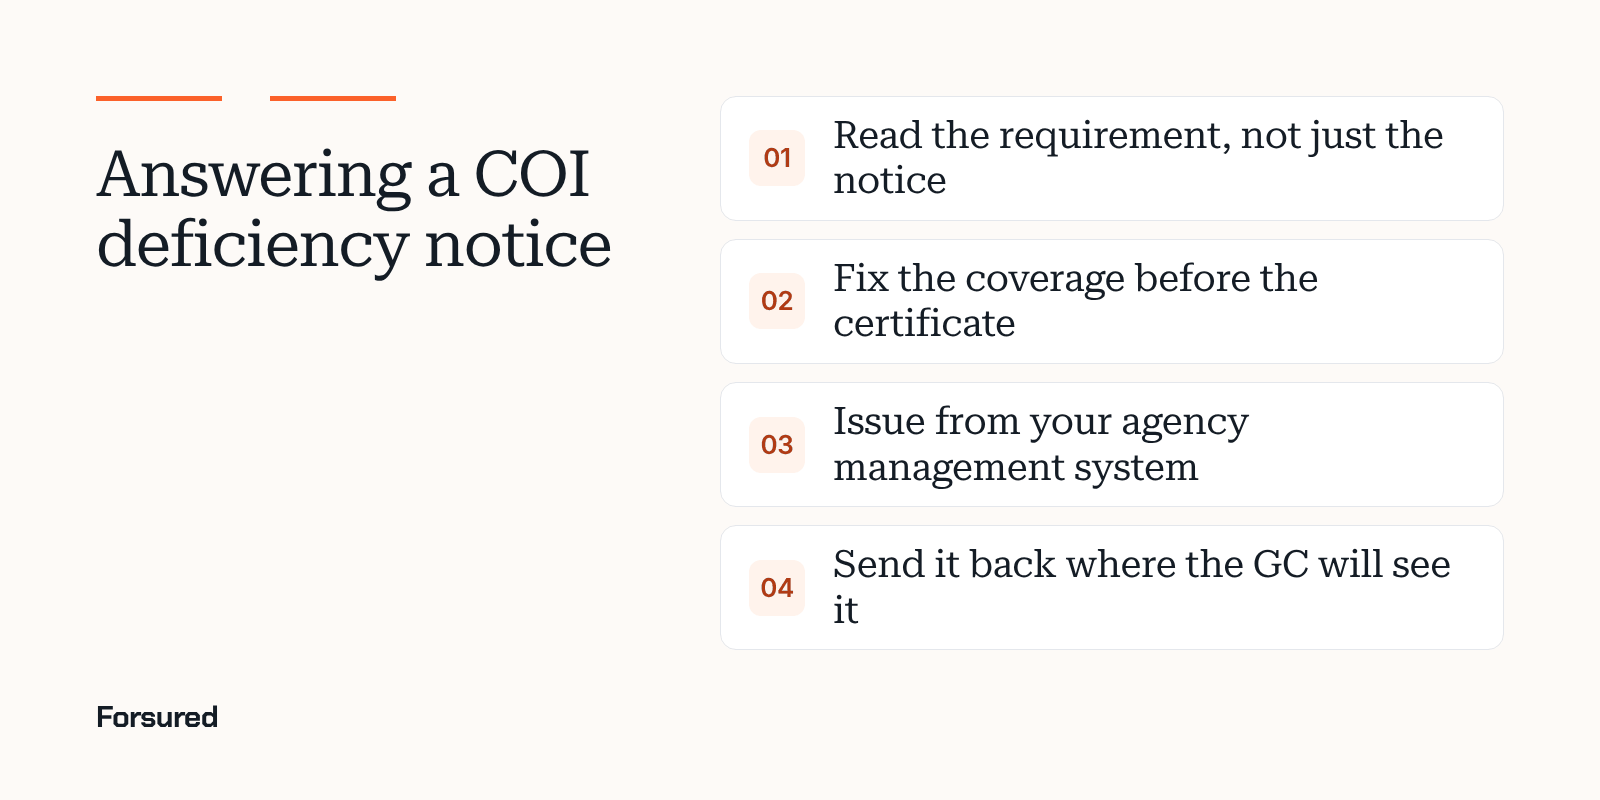 Answering a COI
deficiency notice
01
Read the requirement, not just the
notice
02
Fix the coverage before the
certificate
03
Issue from your agency
management system
04
Send it back where the GC will see
it
Forsured